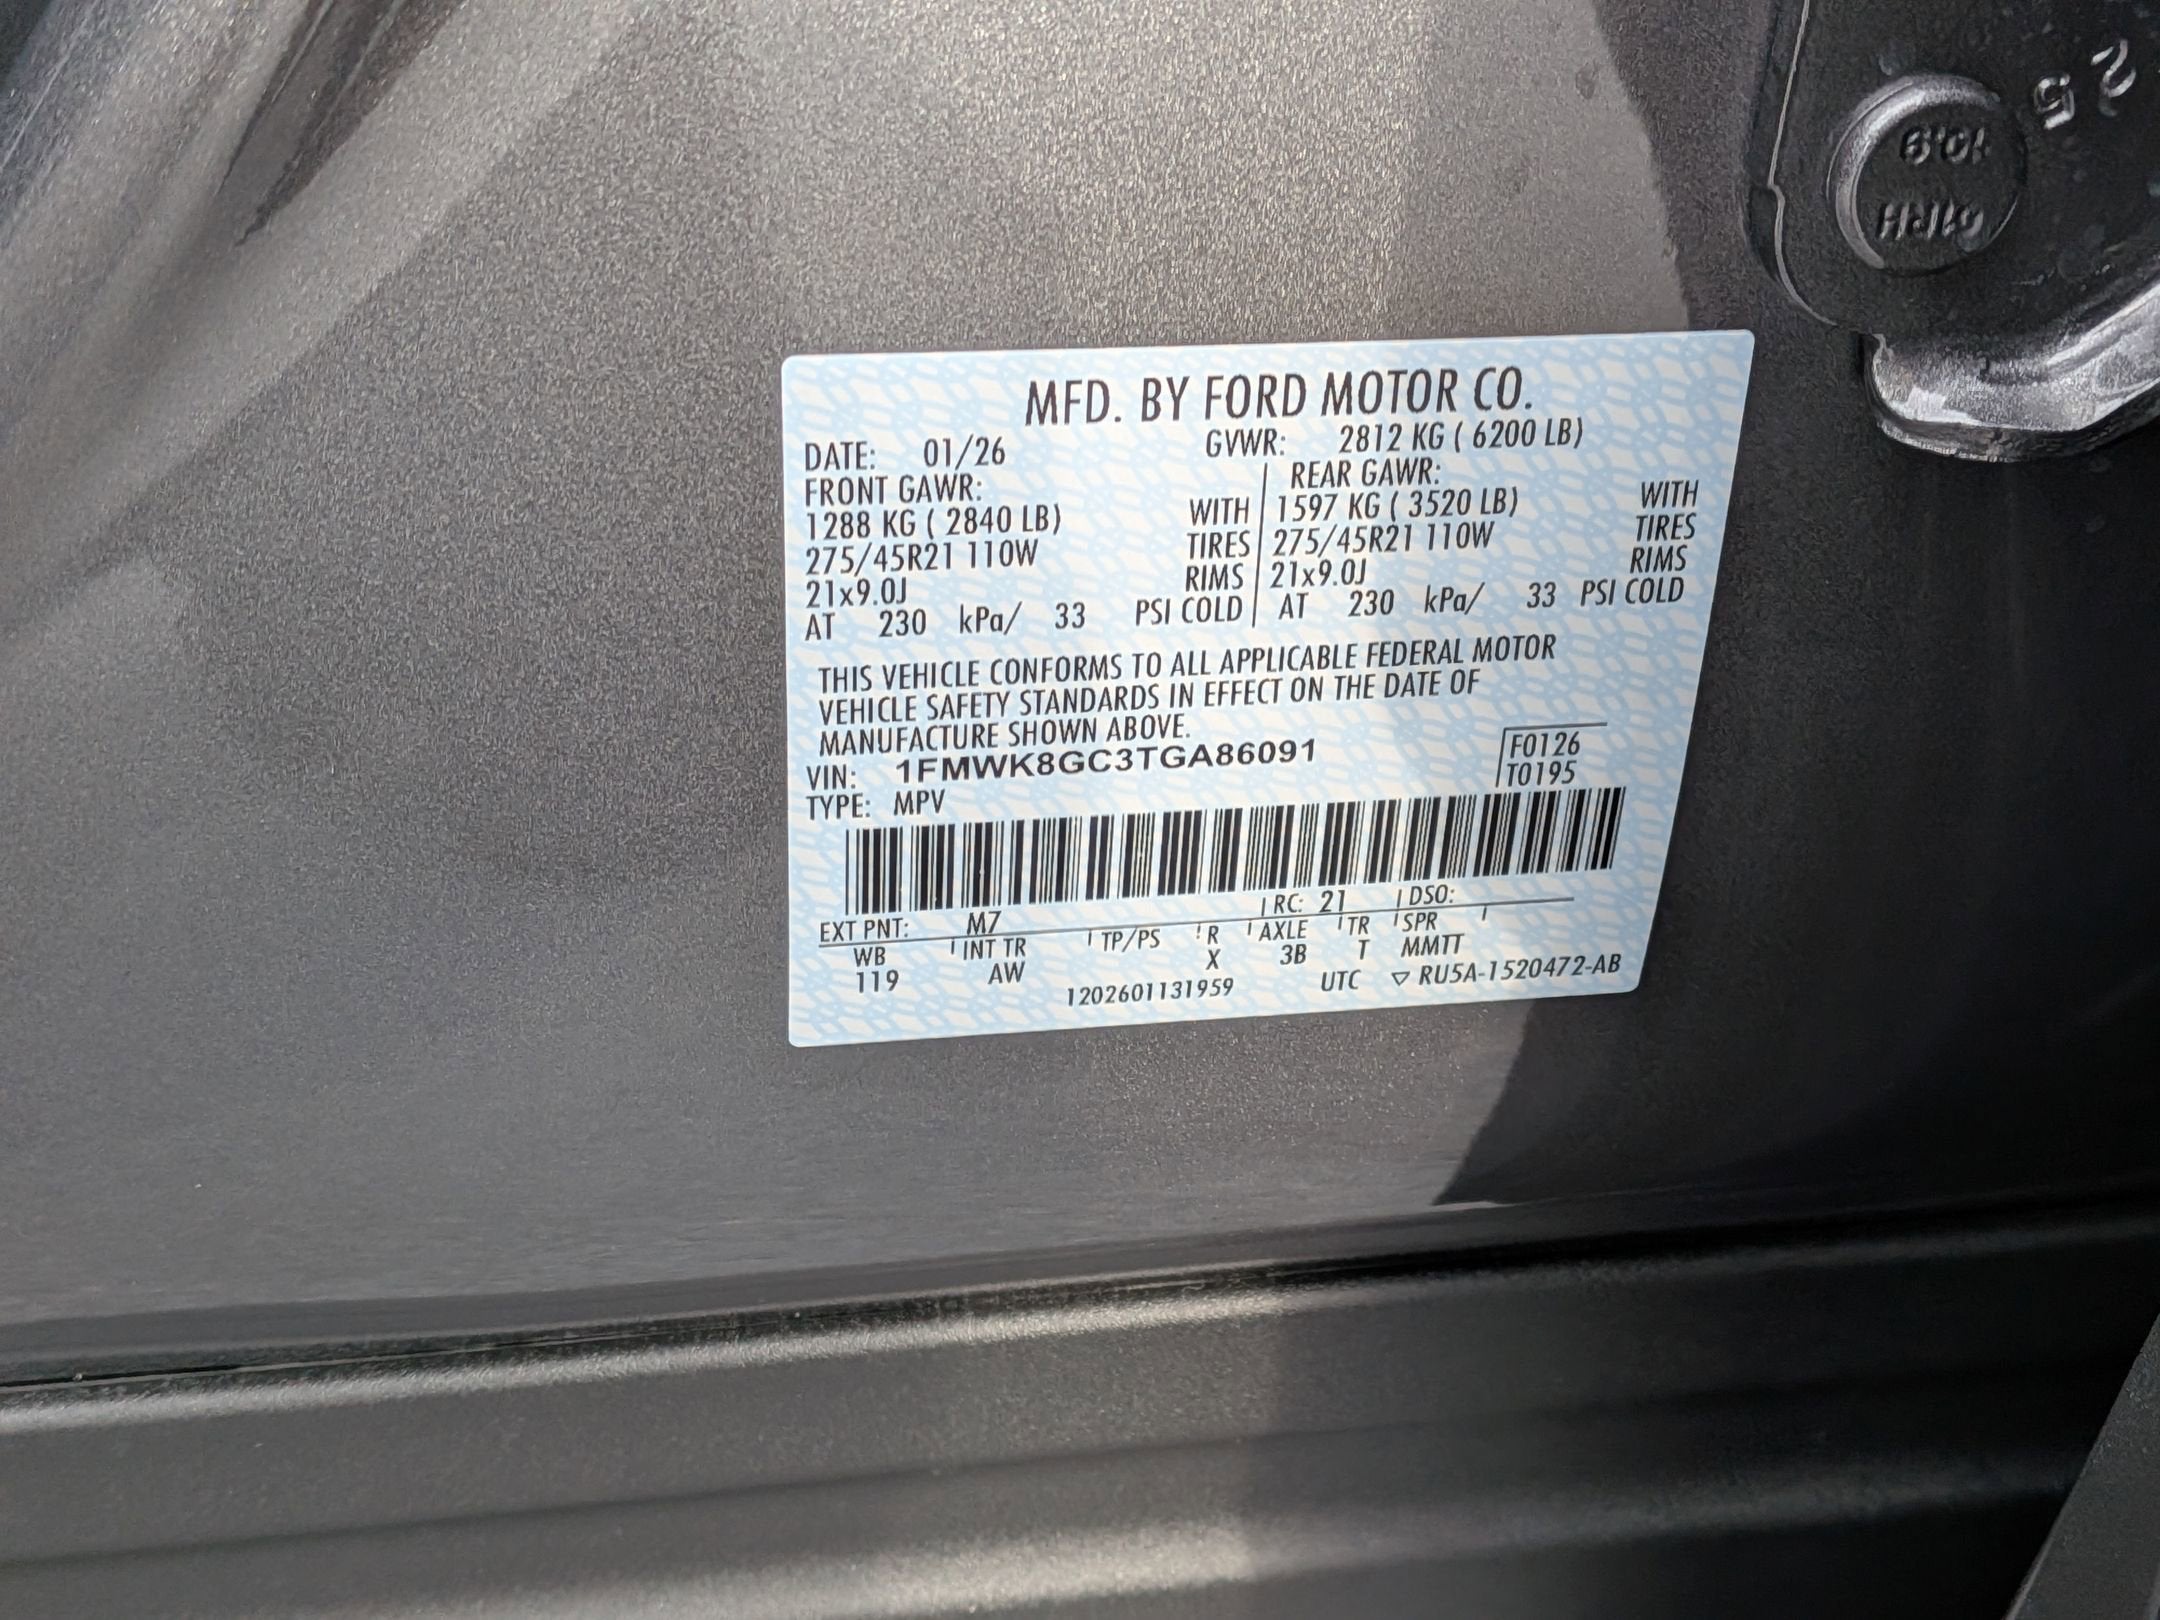 25
10.9
MFD. BY FORD MOTOR CO.
DATE: 01/26 GVWR: 2812 KG ( 6200 LB)
FRONT GAWR: REAR GAWR:
1288 KG ( 2840 LB) WITH 1597 KG ( 3520 LB) WITH
275/45R21 110W TIRES 275/45R21 110W TIRES
21x9.0J RIMS 21x9.0J RIMS
AT 230 kPa/ 33 PSI COLD AT 230 kPa/ 33 PSI COLD
THIS VEHICLE CONFORMS TO ALL APPLICABLE FEDERAL MOTOR
VEHICLE SAFETY STANDARDS IN EFFECT ON THE DATE OF
MANUFACTURE SHOWN ABOVE.
VIN: 1FMWK8GC3TGA86091 F0126
TYPE: MPV T0195
EXT PNT: M7 RC: 21 DSO:
WB INT TR TP/PS R AXLE TR SPR
119 AW X 3B T MMTT
1202601131959 UTC ▽ RU5A-1520472-AB